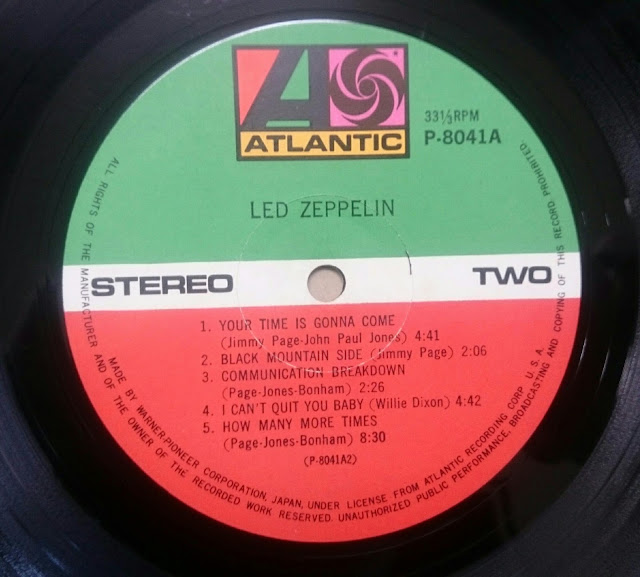 ATLANTIC
33 1/3 RPM
P-8041A
LED ZEPPELIN
STEREO
TWO
1. YOUR TIME IS GONNA COME
(Jimmy Page-John Paul Jones) 4:41
2. BLACK MOUNTAIN SIDE (Jimmy Page) 2:06
3. COMMUNICATION BREAKDOWN
(Page-Jones-Bonham) 2:26
4. I CAN'T QUIT YOU BABY (Willie Dixon) 4:42
5. HOW MANY MORE TIMES
(Page-Jones-Bonham) 8:30
(P-8041A2)
MADE BY WARNER-PIONEER CORPORATION, JAPAN, UNDER LICENSE FROM ATLANTIC RECORDING CORP. U.S.A.
ALL RIGHTS OF THE MANUFACTURER AND OF THE OWNER OF THE RECORDED WORK RESERVED. UNAUTHORIZED PUBLIC PERFORMANCE, BROADCASTING AND COPYING OF THIS RECORD PROHIBITED.